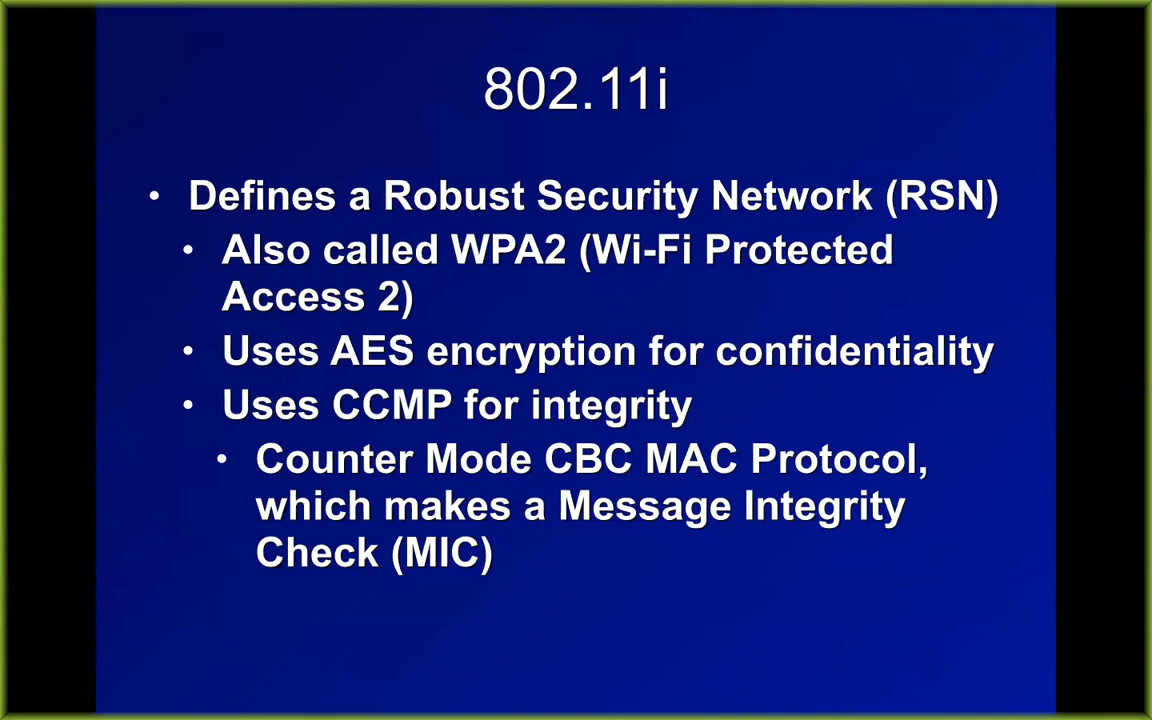 802.11i
• Defines a Robust Security Network (RSN)
• Also called WPA2 (Wi-Fi Protected
Access 2)
• Uses AES encryption for confidentiality
• Uses CCMP for integrity
• Counter Mode CBC MAC Protocol,
which makes a Message Integrity
Check (MIC)